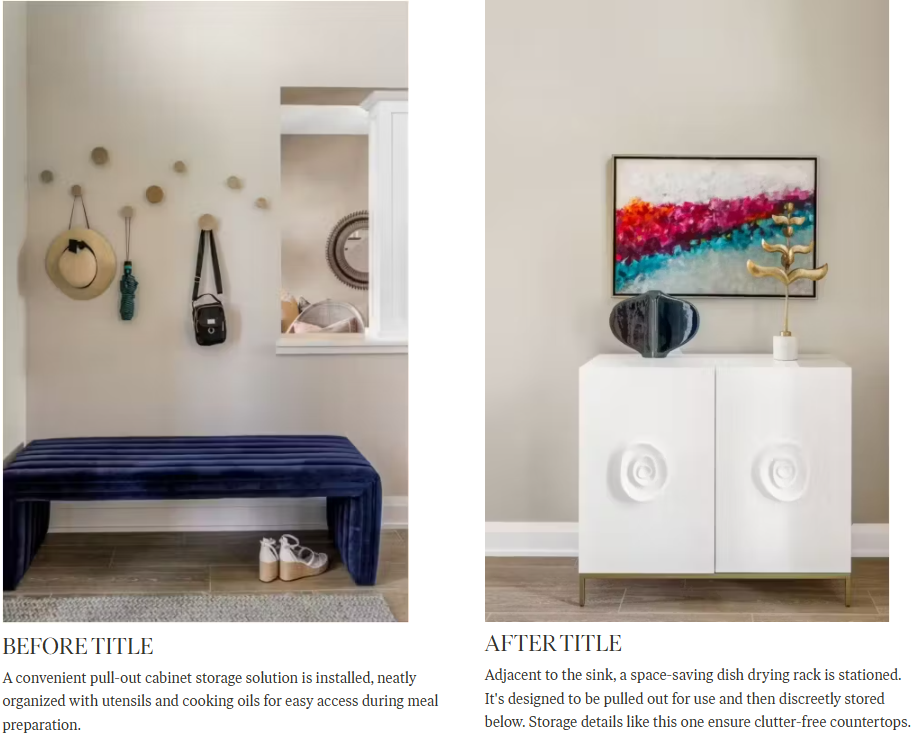 BEFORE TITLE
A convenient pull-out cabinet storage solution is installed, neatly
organized with utensils and cooking oils for easy access during meal
preparation.
AFTER TITLE
Adjacent to the sink, a space-saving dish drying rack is stationed.
It's designed to be pulled out for use and then discreetly stored
below. Storage details like this one ensure clutter-free countertops.